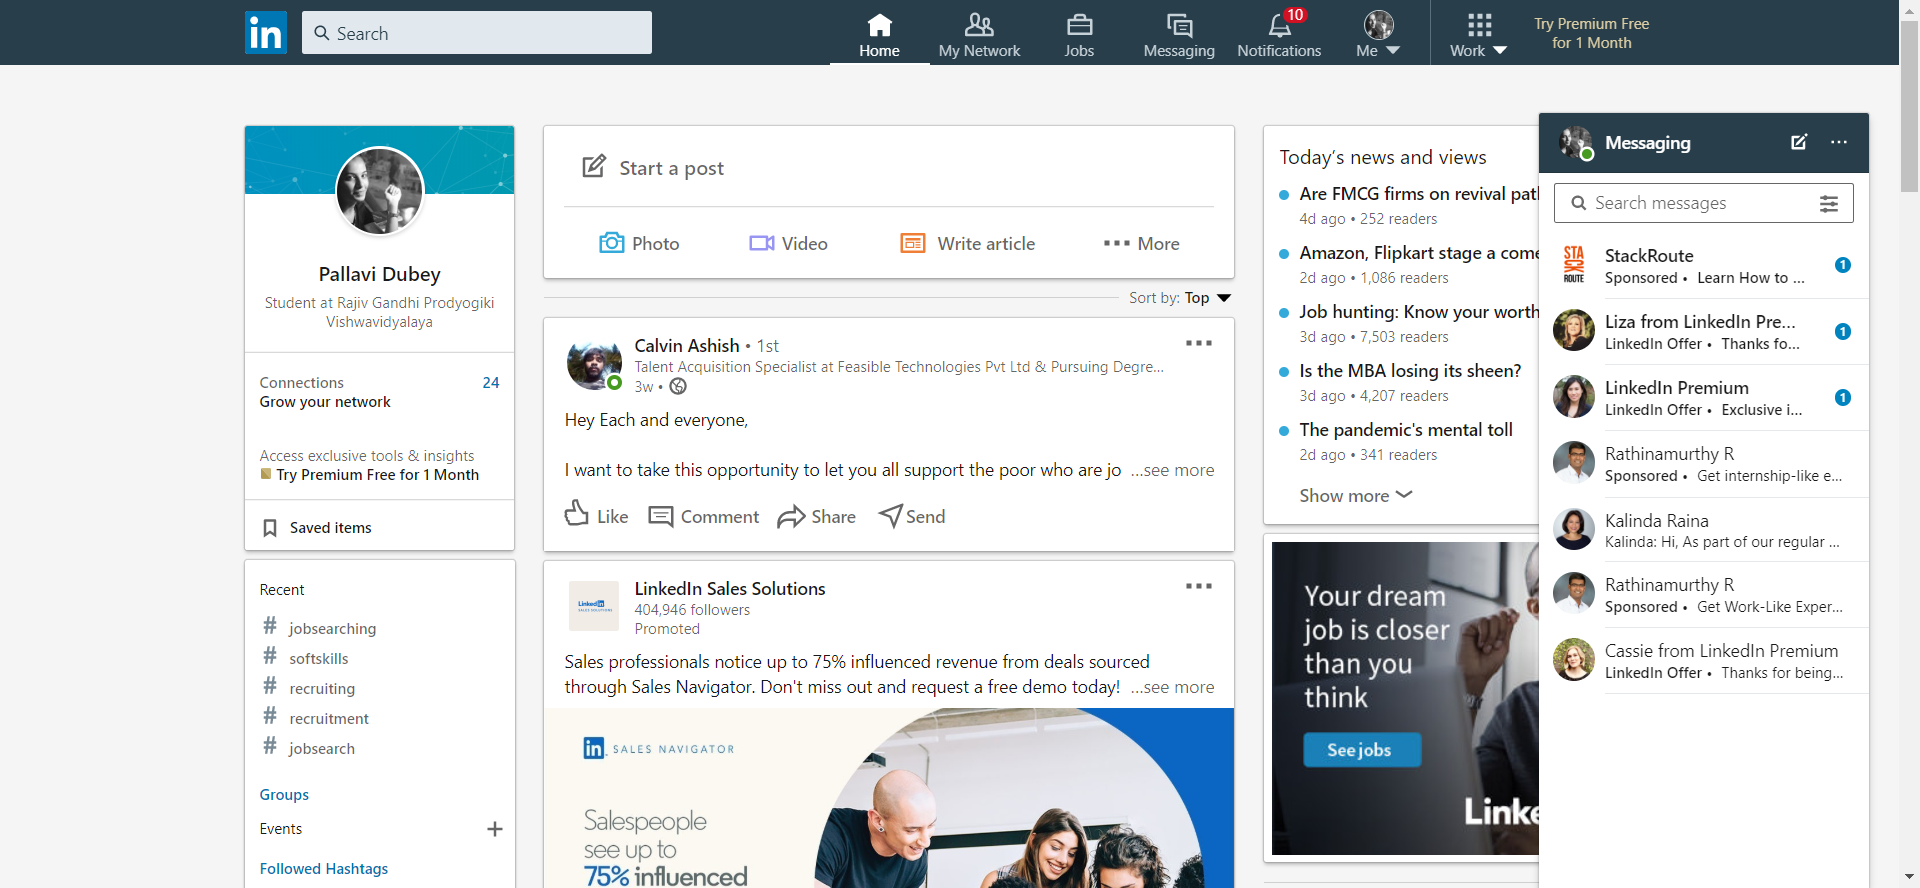 in
Search
Home
My Network
Jobs
Messaging
10
Notifications
Me
Work
Try Premium Free
for 1 Month
Pallavi Dubey
Student at Rajiv Gandhi Prodyogiki
Vishwavidyalaya
Connections 24
Grow your network
Access exclusive tools & insights
Try Premium Free for 1 Month
Saved items
Recent
# jobsearching
# softskills
# recruiting
# recruitment
# jobsearch
Groups
Events +
Followed Hashtags
Start a post
Photo
Video
Write article
More
Sort by: Top
Calvin Ashish • 1st
Talent Acquisition Specialist at Feasible Technologies Pvt Ltd & Pursuing Degre...
3w •
Hey Each and everyone,
I want to take this opportunity to let you all support the poor who are jo ...see more
Like
Comment
Share
Send
Linked in
SALES SOLUTIONS
LinkedIn Sales Solutions
404,946 followers
Promoted
Sales professionals notice up to 75% influenced revenue from deals sourced
through Sales Navigator. Don't miss out and request a free demo today! ...see more
in SALES NAVIGATOR
Salespeople
see up to
75% influenced
Today's news and views
Are FMCG firms on revival pat
4d ago • 252 readers
Amazon, Flipkart stage a come
2d ago • 1,086 readers
Job hunting: Know your worth
3d ago • 7,503 readers
Is the MBA losing its sheen?
3d ago • 4,207 readers
The pandemic's mental toll
2d ago • 341 readers
Show more
Your dream
job is closer
than you
think
See jobs
Linke
Messaging
Search messages
STACKROUTE
StackRoute 1
Sponsored • Learn How to ...
Liza from LinkedIn Pre... 1
LinkedIn Offer • Thanks fo...
LinkedIn Premium 1
LinkedIn Offer • Exclusive i...
Rathinamurthy R
Sponsored • Get internship-like e...
Kalinda Raina
Kalinda: Hi, As part of our regular ...
Rathinamurthy R
Sponsored • Get Work-Like Exper...
Cassie from LinkedIn Premium
LinkedIn Offer • Thanks for being...